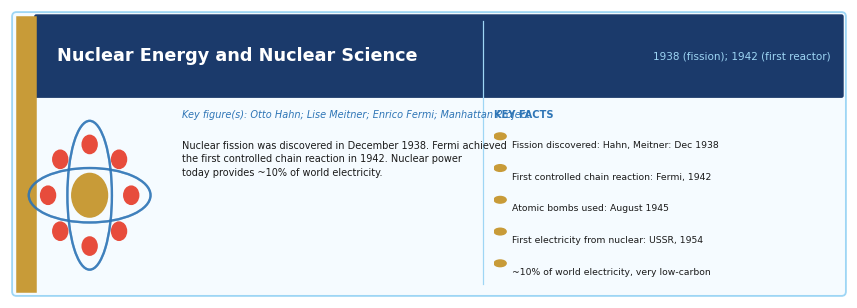 Nuclear Energy and Nuclear Science
1938 (fission); 1942 (first reactor)
Key figure(s): Otto Hahn; Lise Meitner; Enrico Fermi; Manhattan Project
Nuclear fission was discovered in December 1938. Fermi achieved
the first controlled chain reaction in 1942. Nuclear power
today provides ~10% of world electricity.
KEY FACTS
Fission discovered: Hahn, Meitner: Dec 1938
First controlled chain reaction: Fermi, 1942
Atomic bombs used: August 1945
First electricity from nuclear: USSR, 1954
~10% of world electricity, very low-carbon